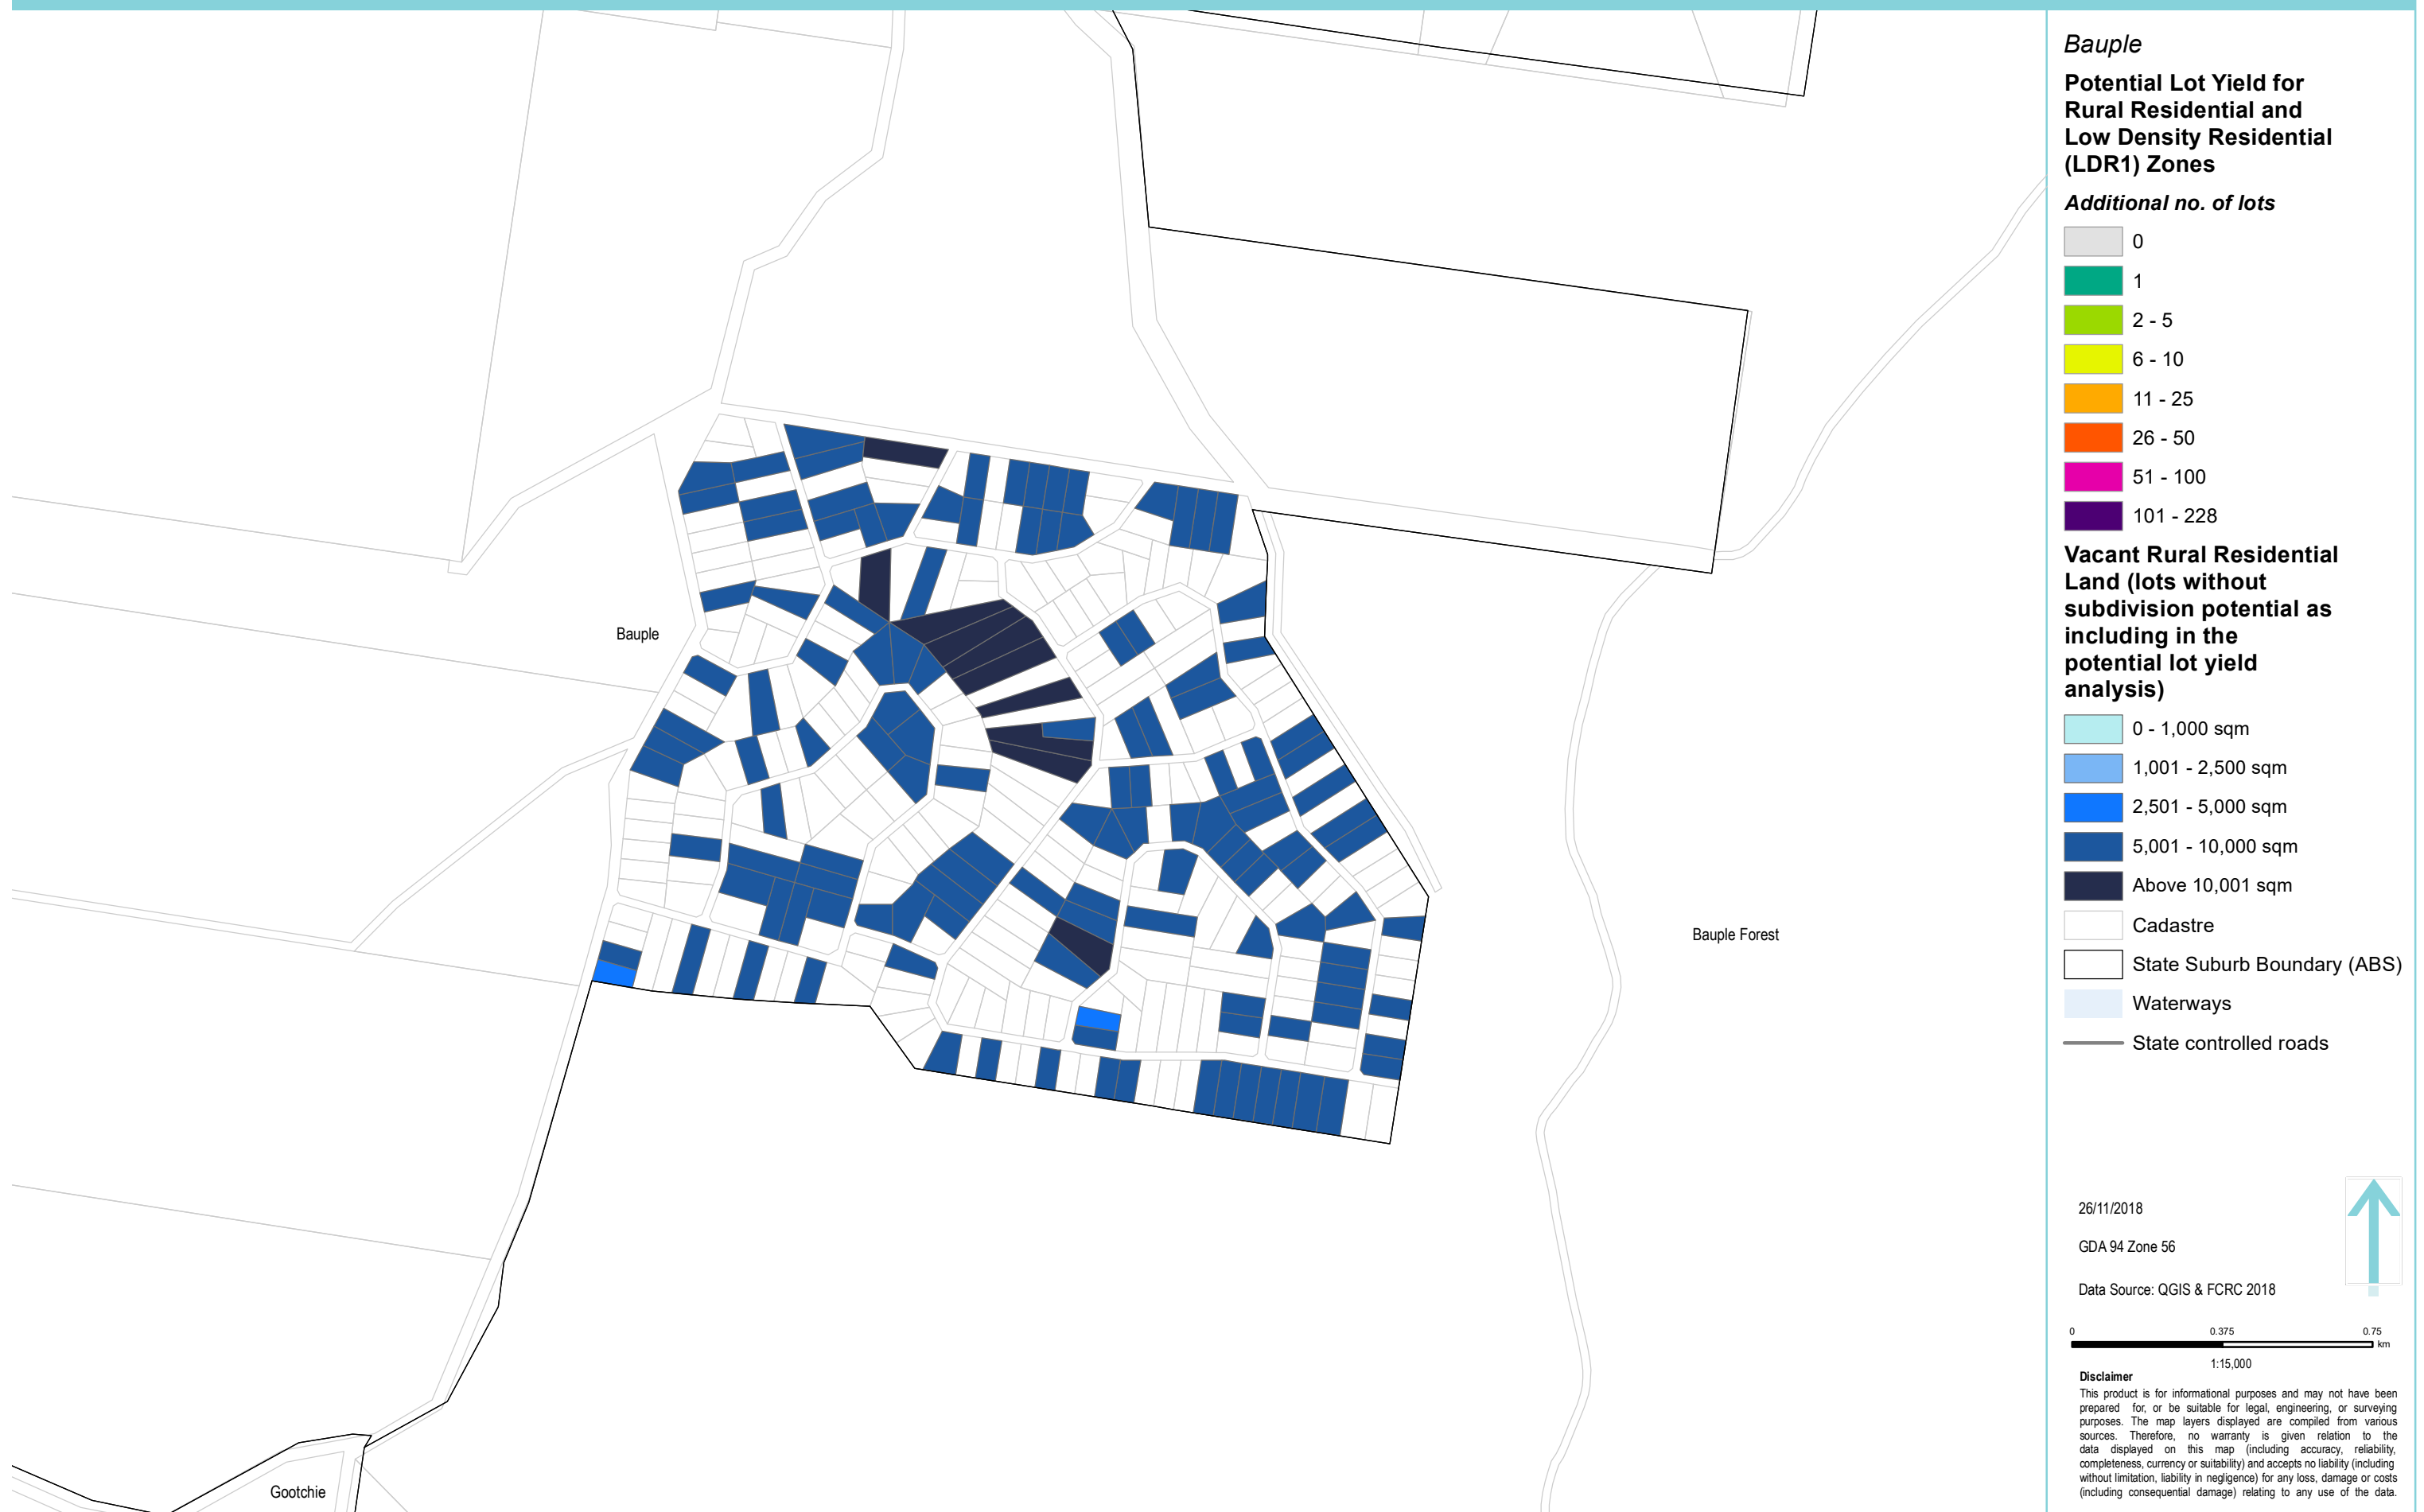 Bauple
Potential Lot Yield for
Rural Residential and
Low Density Residential
(LDR1) Zones
Additional no. of lots
0
1
2 - 5
6 - 10
11 - 25
26 - 50
51 - 100
101 - 228
Vacant Rural Residential
Land (lots without
subdivision potential as
including in the
potential lot yield
analysis)
0 - 1,000 sqm
1,001 - 2,500 sqm
2,501 - 5,000 sqm
5,001 - 10,000 sqm
Above 10,001 sqm
Cadastre
State Suburb Boundary (ABS)
Waterways
State controlled roads
Bauple
Bauple Forest
Gootchie
26/11/2018
GDA 94 Zone 56
Data Source: QGIS & FCRC 2018
0 0.375 0.75
km
1:15,000
Disclaimer
This product is for informational purposes and may not have been
prepared for, or be suitable for legal, engineering, or surveying
purposes. The map layers displayed are compiled from various
sources. Therefore, no warranty is given relation to the
data displayed on this map (including accuracy, reliability,
completeness, currency or suitability) and accepts no liability (including
without limitation, liability in negligence) for any loss, damage or costs
(including consequential damage) relating to any use of the data.